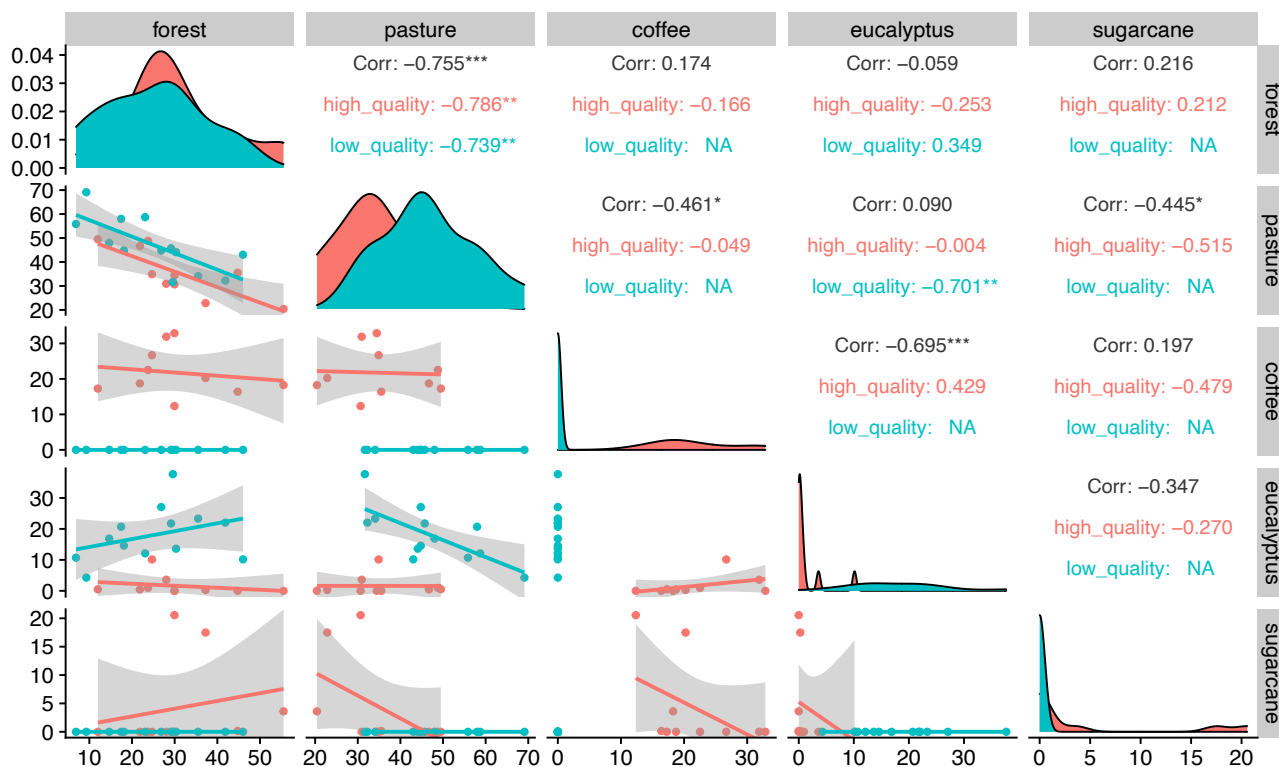 forest pasture coffee eucalyptus sugarcane
0.04
0.03
0.02
0.01
0.00
Corr: −0.755***
high_quality: −0.786**
low_quality: −0.739**
Corr: 0.174
high_quality: −0.166
low_quality: NA
Corr: −0.059
high_quality: −0.253
low_quality: 0.349
Corr: 0.216
high_quality: 0.212
low_quality: NA
forest
70
60
50
40
30
20
Corr: −0.461*
high_quality: −0.049
low_quality: NA
Corr: 0.090
high_quality: −0.004
low_quality: −0.701**
Corr: −0.445*
high_quality: −0.515
low_quality: NA
pasture
30
20
10
0
Corr: −0.695***
high_quality: 0.429
low_quality: NA
Corr: 0.197
high_quality: −0.479
low_quality: NA
coffee
30
20
10
0
Corr: −0.347
high_quality: −0.270
low_quality: NA
eucalyptus
20
15
10
5
0
sugarcane
10 20 30 40 50 20 30 40 50 60 70 0 10 20 30 0 10 20 30 0 5 10 15 20